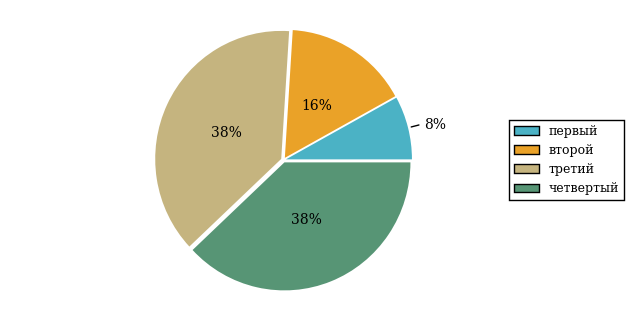 16%
8%
38%
38%
первый
второй
третий
четвертый